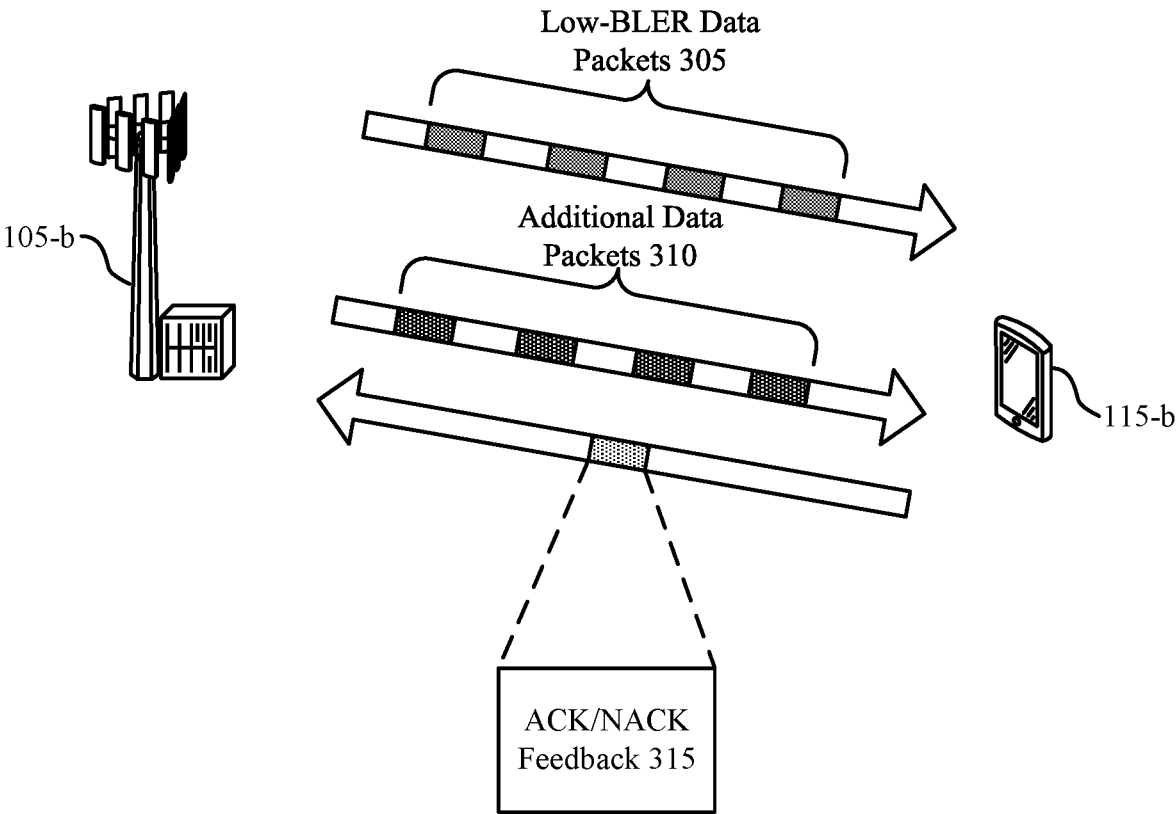 Low-BLER Data
Packets 305
105-b
Additional Data
Packets 310
115-b
ACK/NACK
Feedback 315